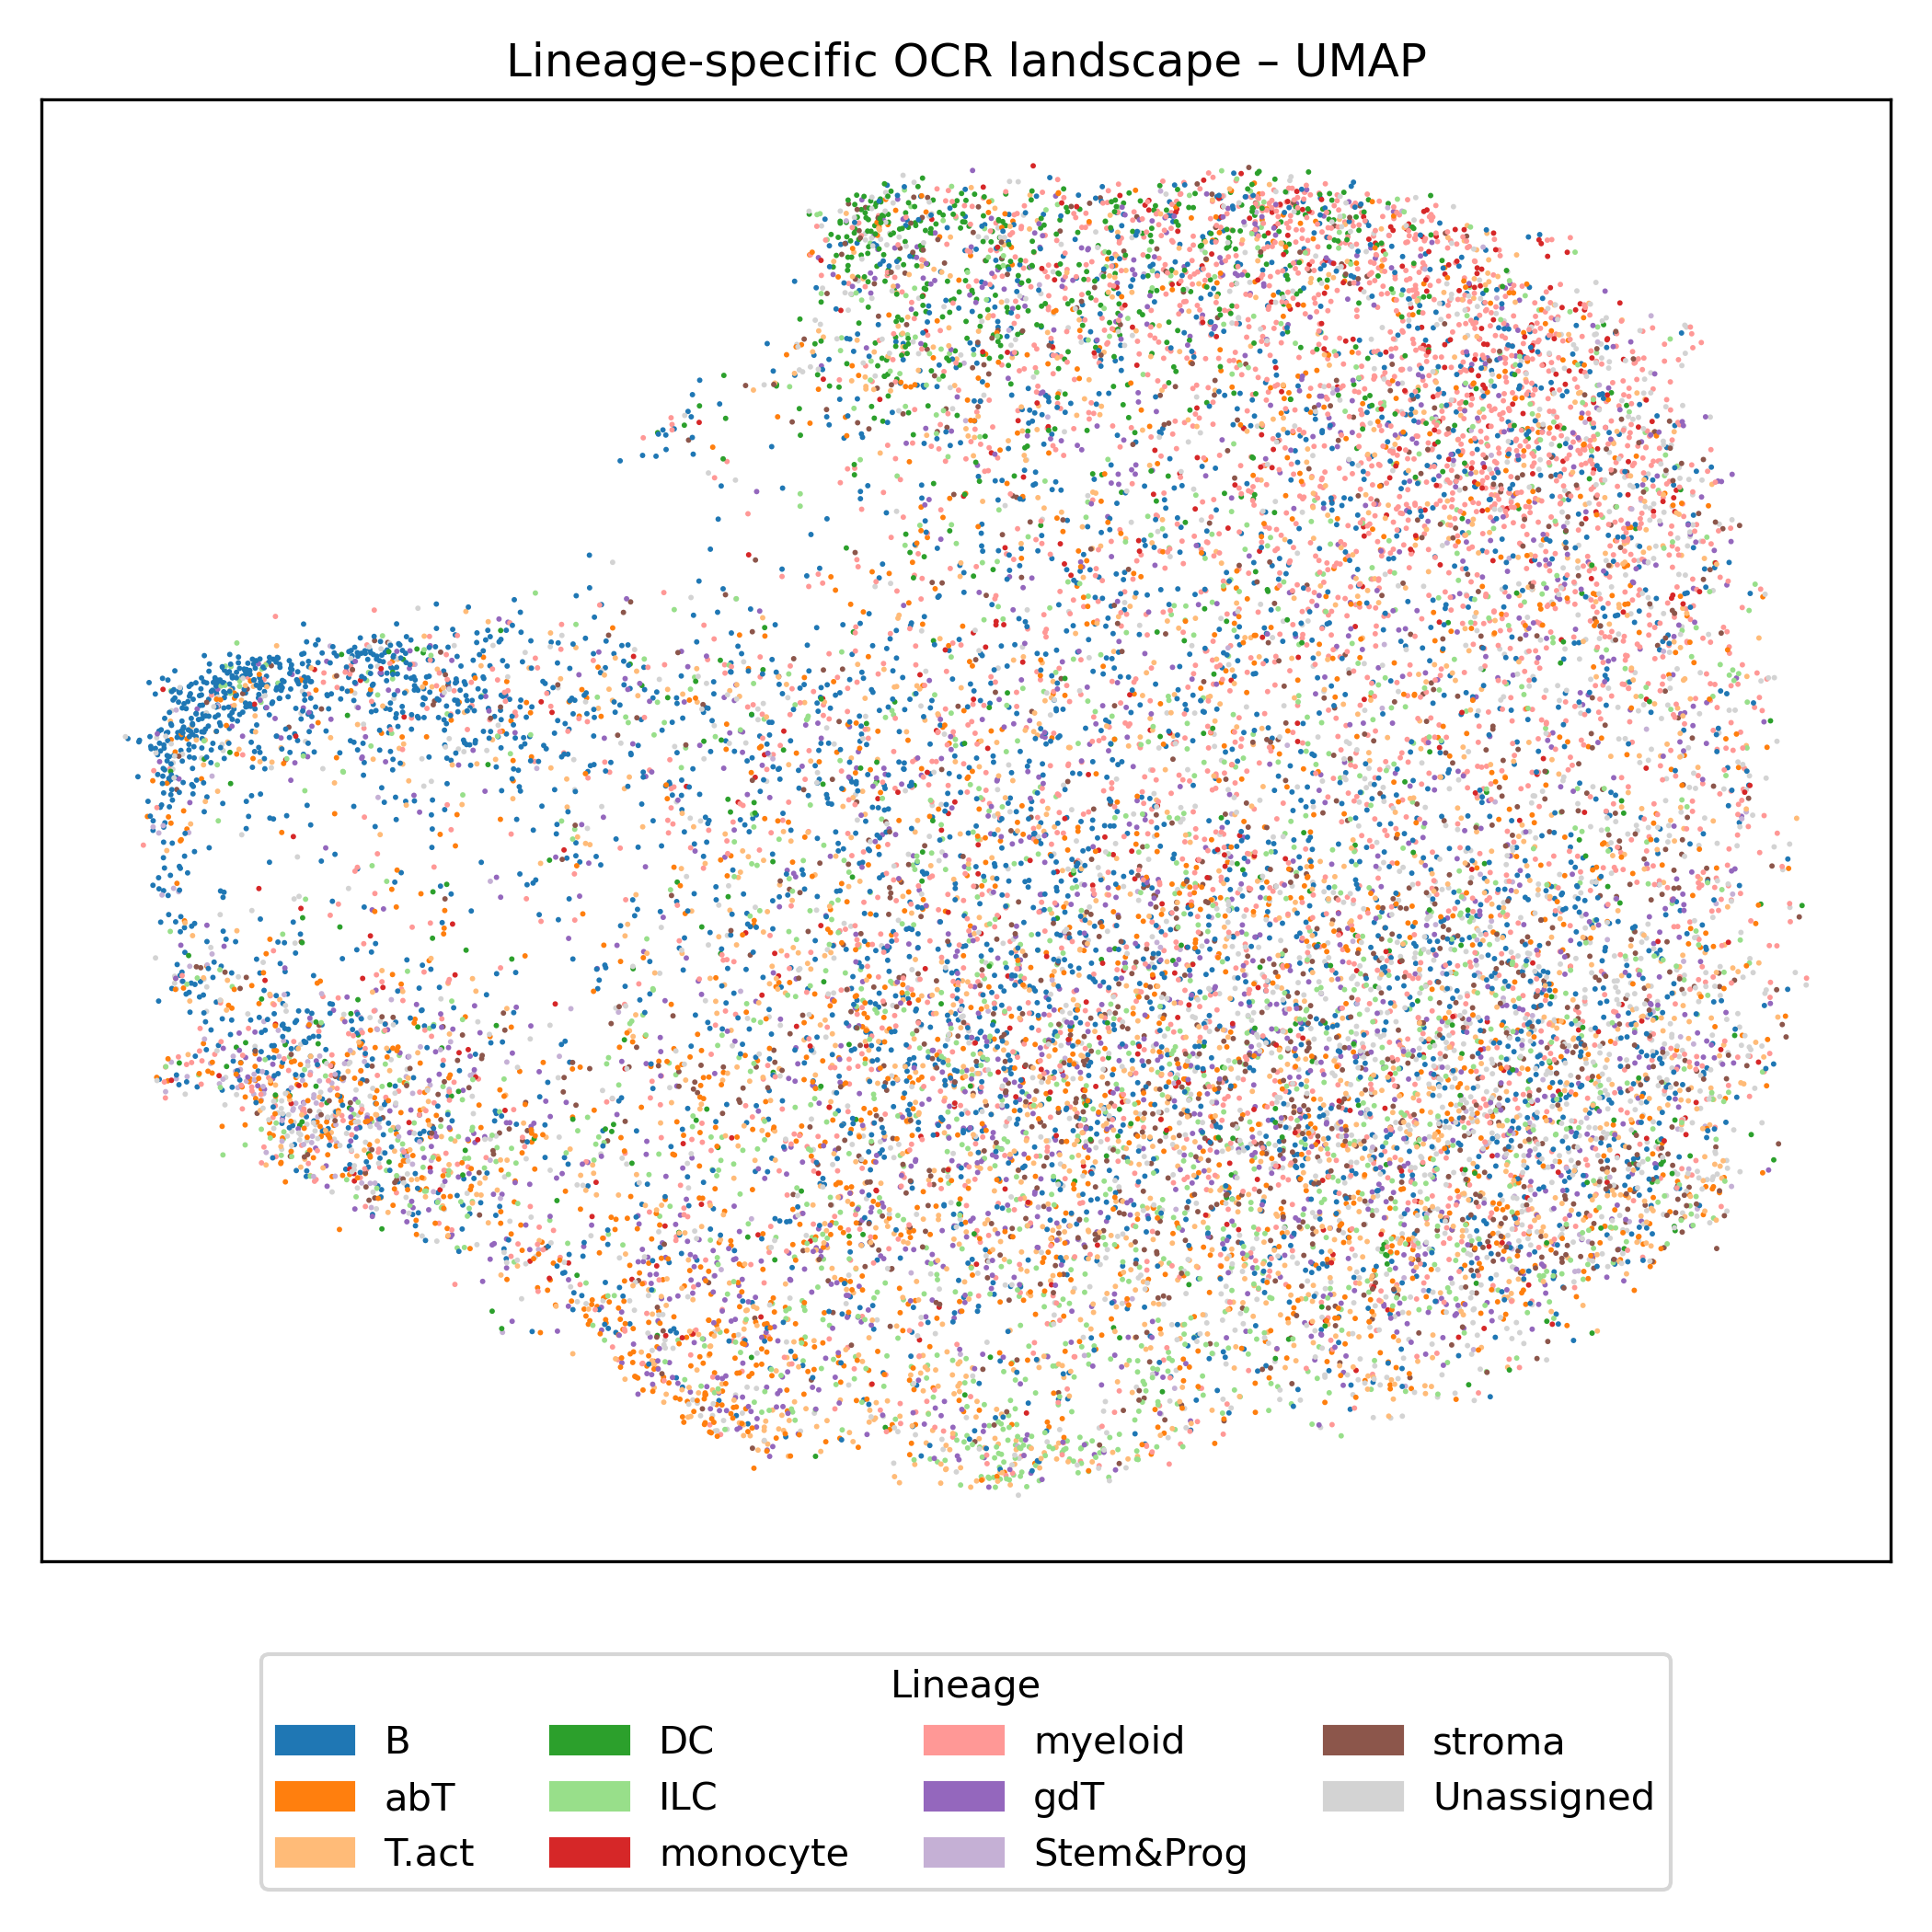 Lineage-specific OCR landscape – UMAP
Lineage
B
abT
T.act
DC
ILC
monocyte
myeloid
gdT
Stem&Prog
stroma
Unassigned